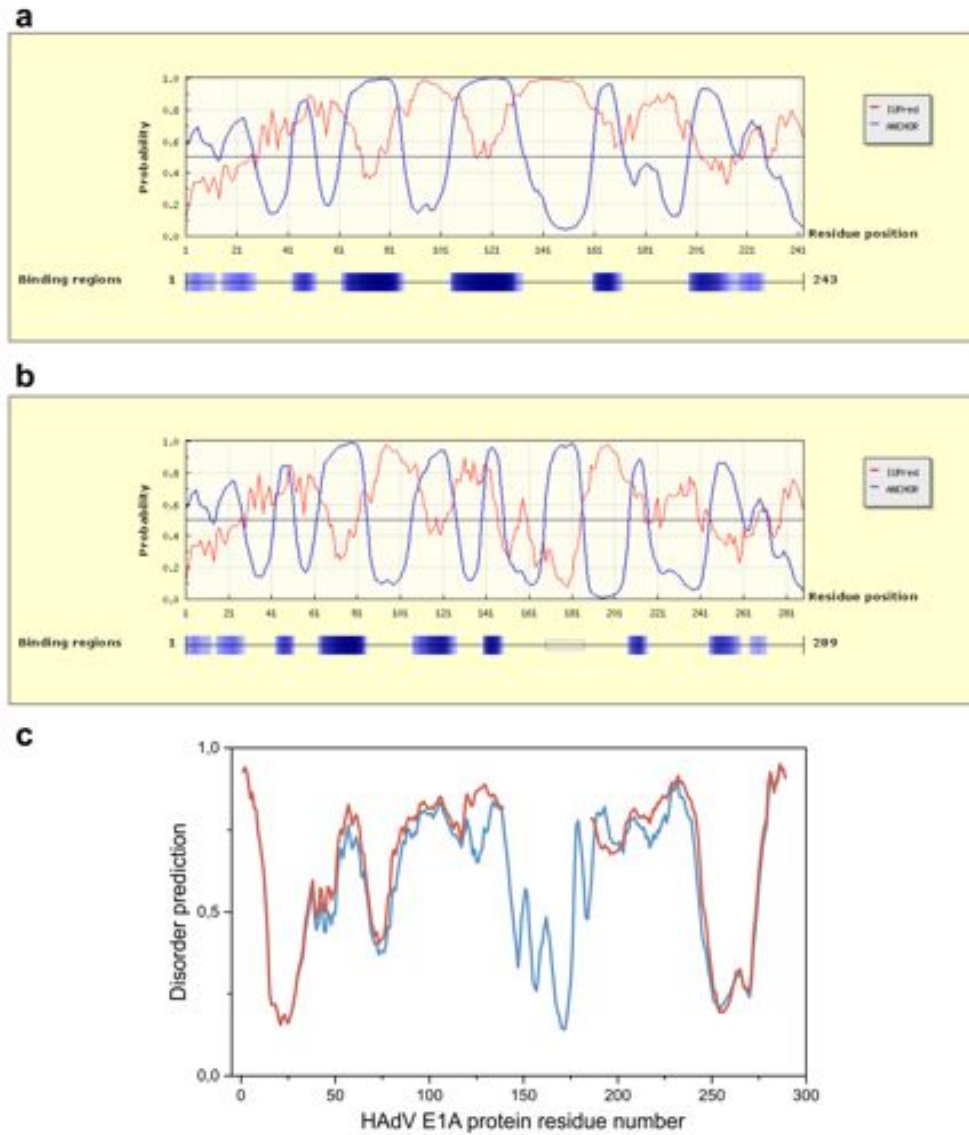 a
1.0
0.8
0.6
0.4
0.2
0.0
Probability
1 21 41 61 81 101 121 141 161 181 201 221 241
Residue position
IUPred
ANCHOR
Binding regions 1 243
b
1.0
0.8
0.6
0.4
0.2
0.0
Probability
1 21 41 61 81 101 121 141 161 181 201 221 241 261 281
Residue position
IUPred
ANCHOR
Binding regions 1 289
c
1.0
0.5
0.0
Disorder prediction
0 50 100 150 200 250 300
HAdV E1A protein residue number